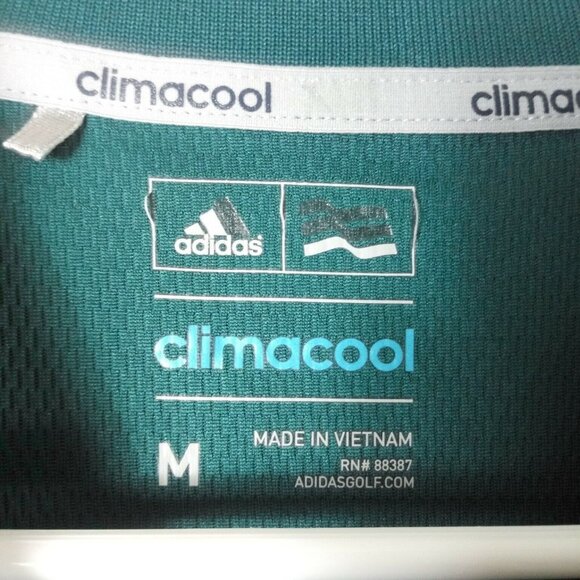 climacool climac
adidas
climacool
M MADE IN VIETNAM
RN# 88387
ADIDASGOLF.COM